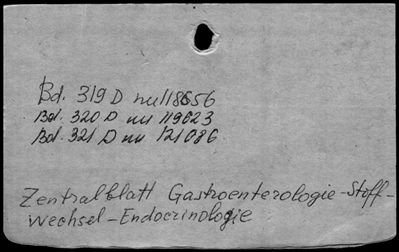 Bd. 319 D nu 118656
Bd. 320 D nu 119623
Bd. 321 D nu 121086
Zentralblatt Gastroenterologie-Stoff-
wechsel-Endocrinologie